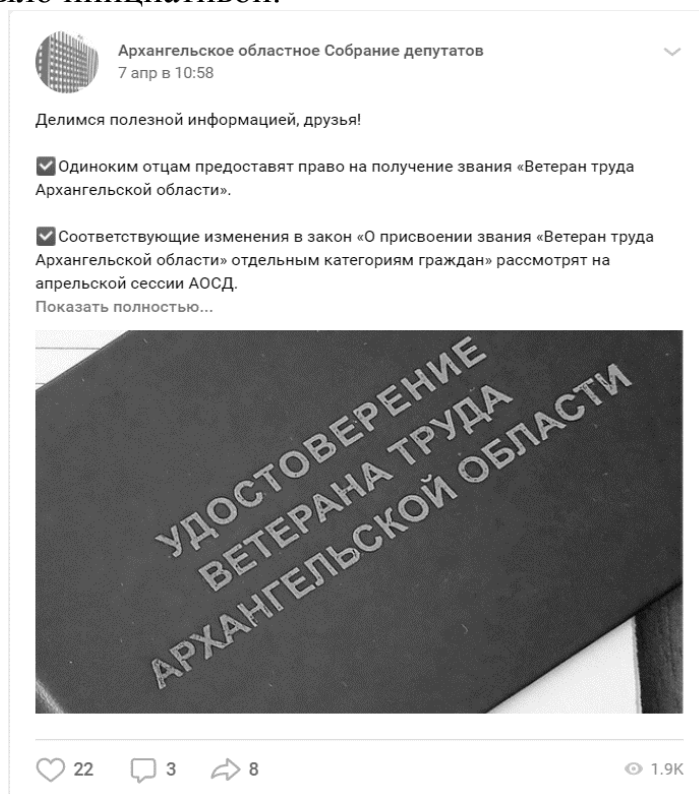 инициативой.
Архангельское областное Собрание депутатов
7 апр в 10:58
Делимся полезной информацией, друзья!
Одиноким отцам предоставят право на получение звания «Ветеран труда
Архангельской области».
Соответствующие изменения в закон «О присвоении звания «Ветеран труда
Архангельской области» отдельным категориям граждан» рассмотрят на
апрельской сессии АОСД.
Показать полностью...
УДОСТОВЕРЕНИЕ
ВЕТЕРАНА ТРУДА
АРХАНГЕЛЬСКОЙ ОБЛАСТИ
22 3 8 1.9K